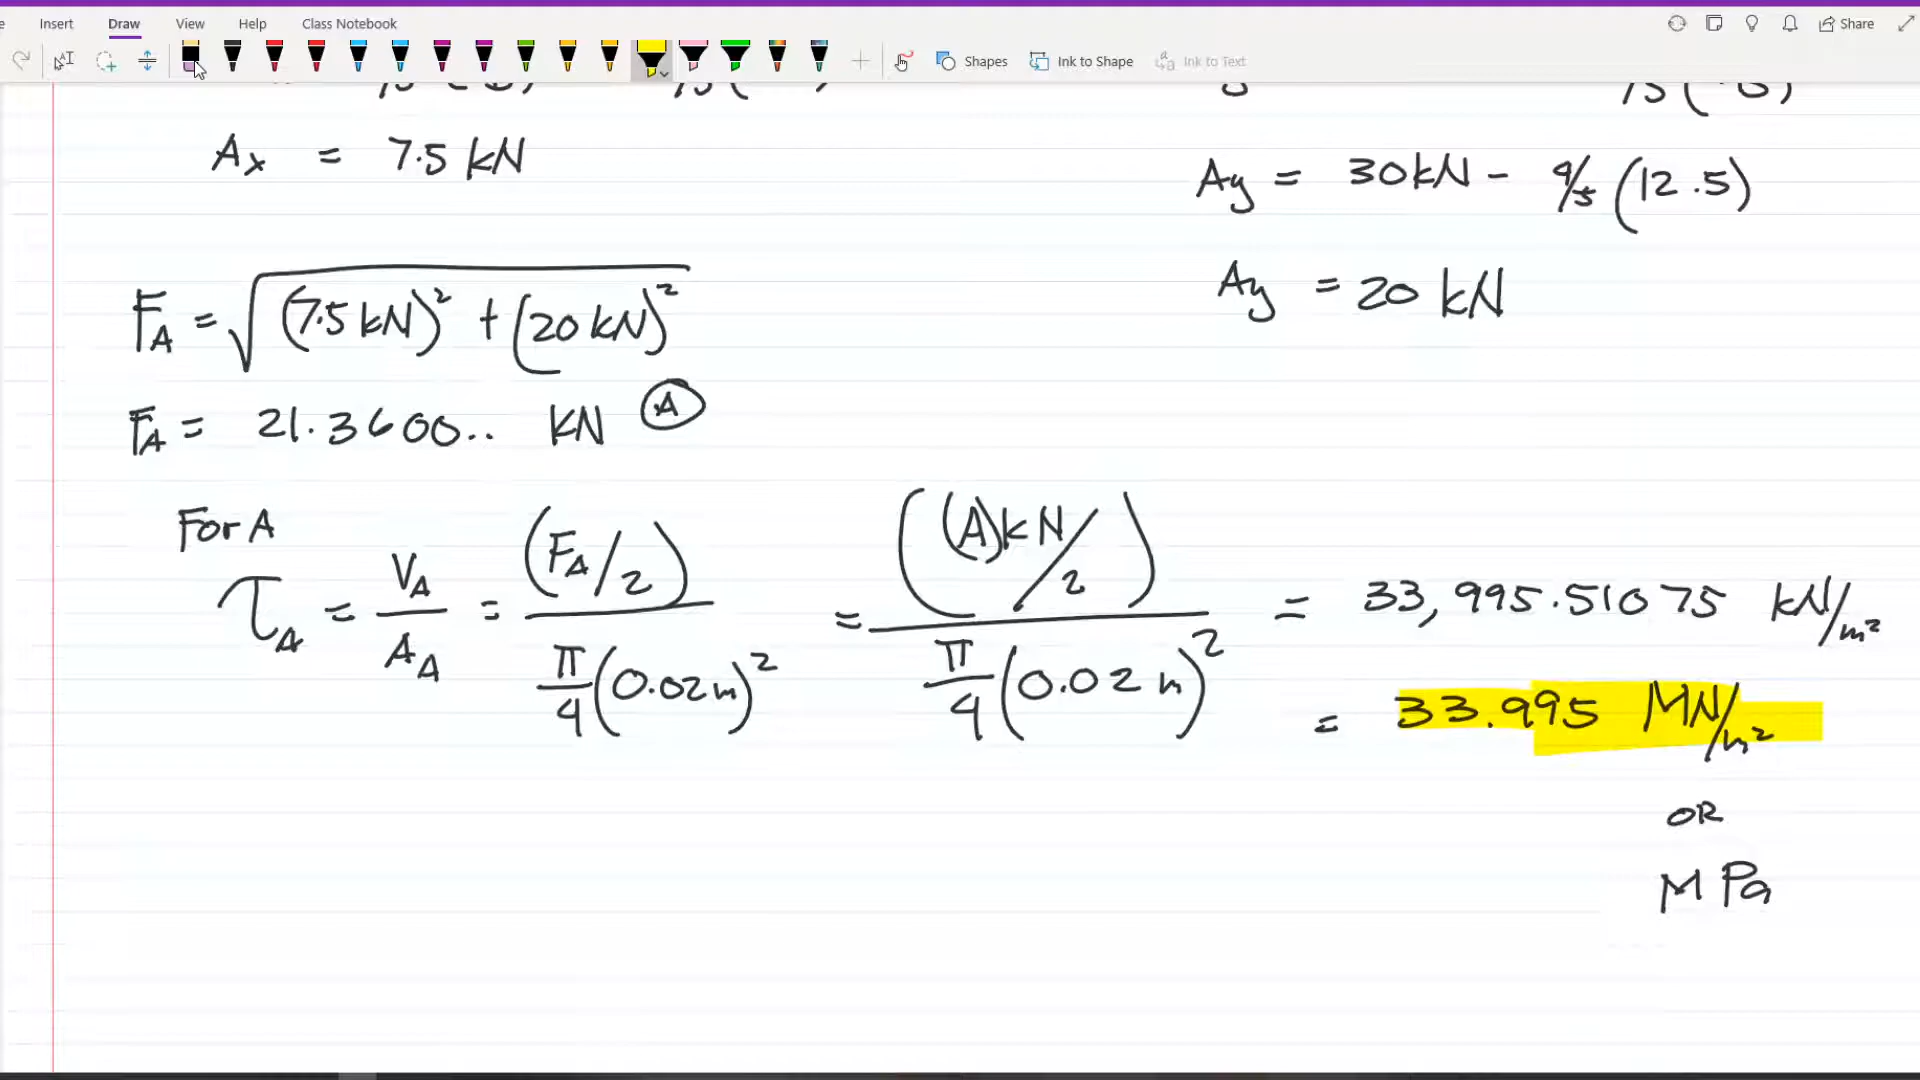 Insert Draw View Help Class Notebook Share
Shapes Ink to Shape Ink to Text
Ax = 7.5 kN
Ay = 30kN - 4/5 (12.5)
Ay = 20 kN
FA = √((7.5 kN)² + (20 kN)²)
FA = 21.3600.. KN Ⓐ
For A
τA = VA/AA = (FA/2) / (π/4 (0.02m)²) = ((A)kN/2) / (π/4 (0.02 m)²) = 33,995.51075 kN/m²
= 33.995 MN/m²
OR
MPa